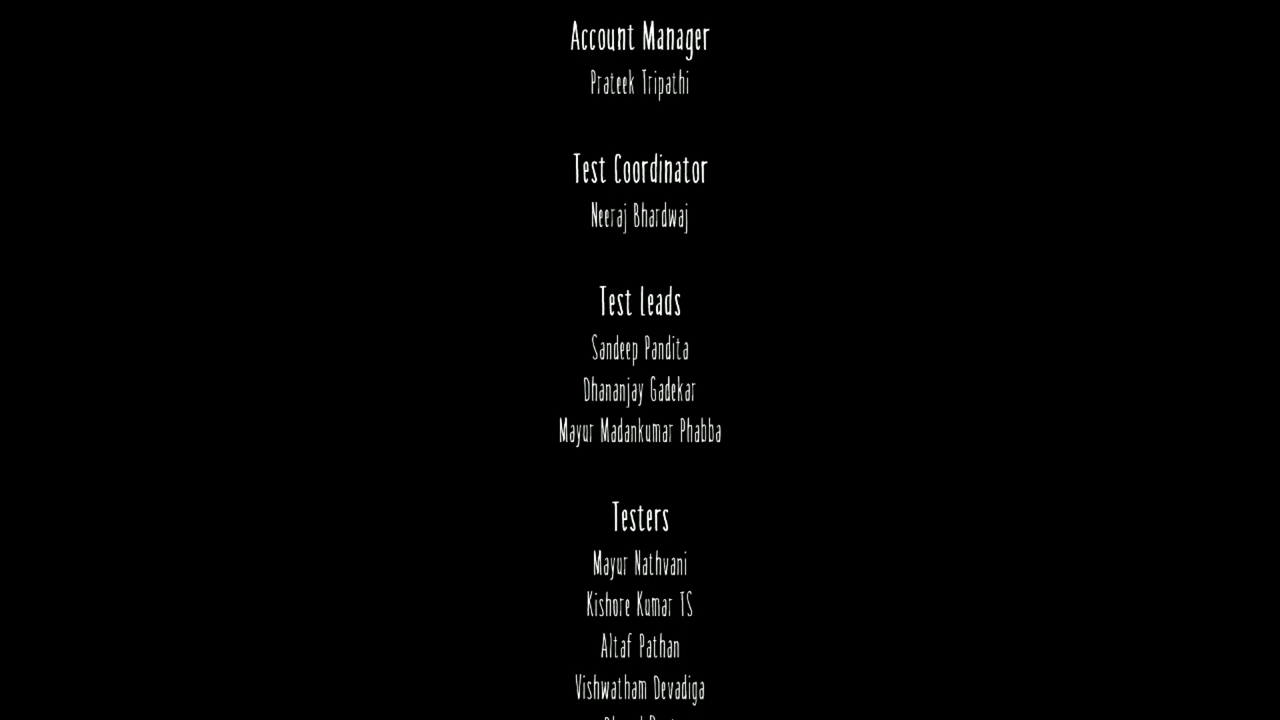 Account Manager
Prateek Tripathi
Test Coordinator
Neeraj Bhardwaj
Test Leads
Sandeep Pandita
Dhananjay Gadekar
Mayur Madankumar Phabba
Testers
Mayur Nathvani
Kishore Kumar TS
Altaf Pathan
Vishwatham Devadiga